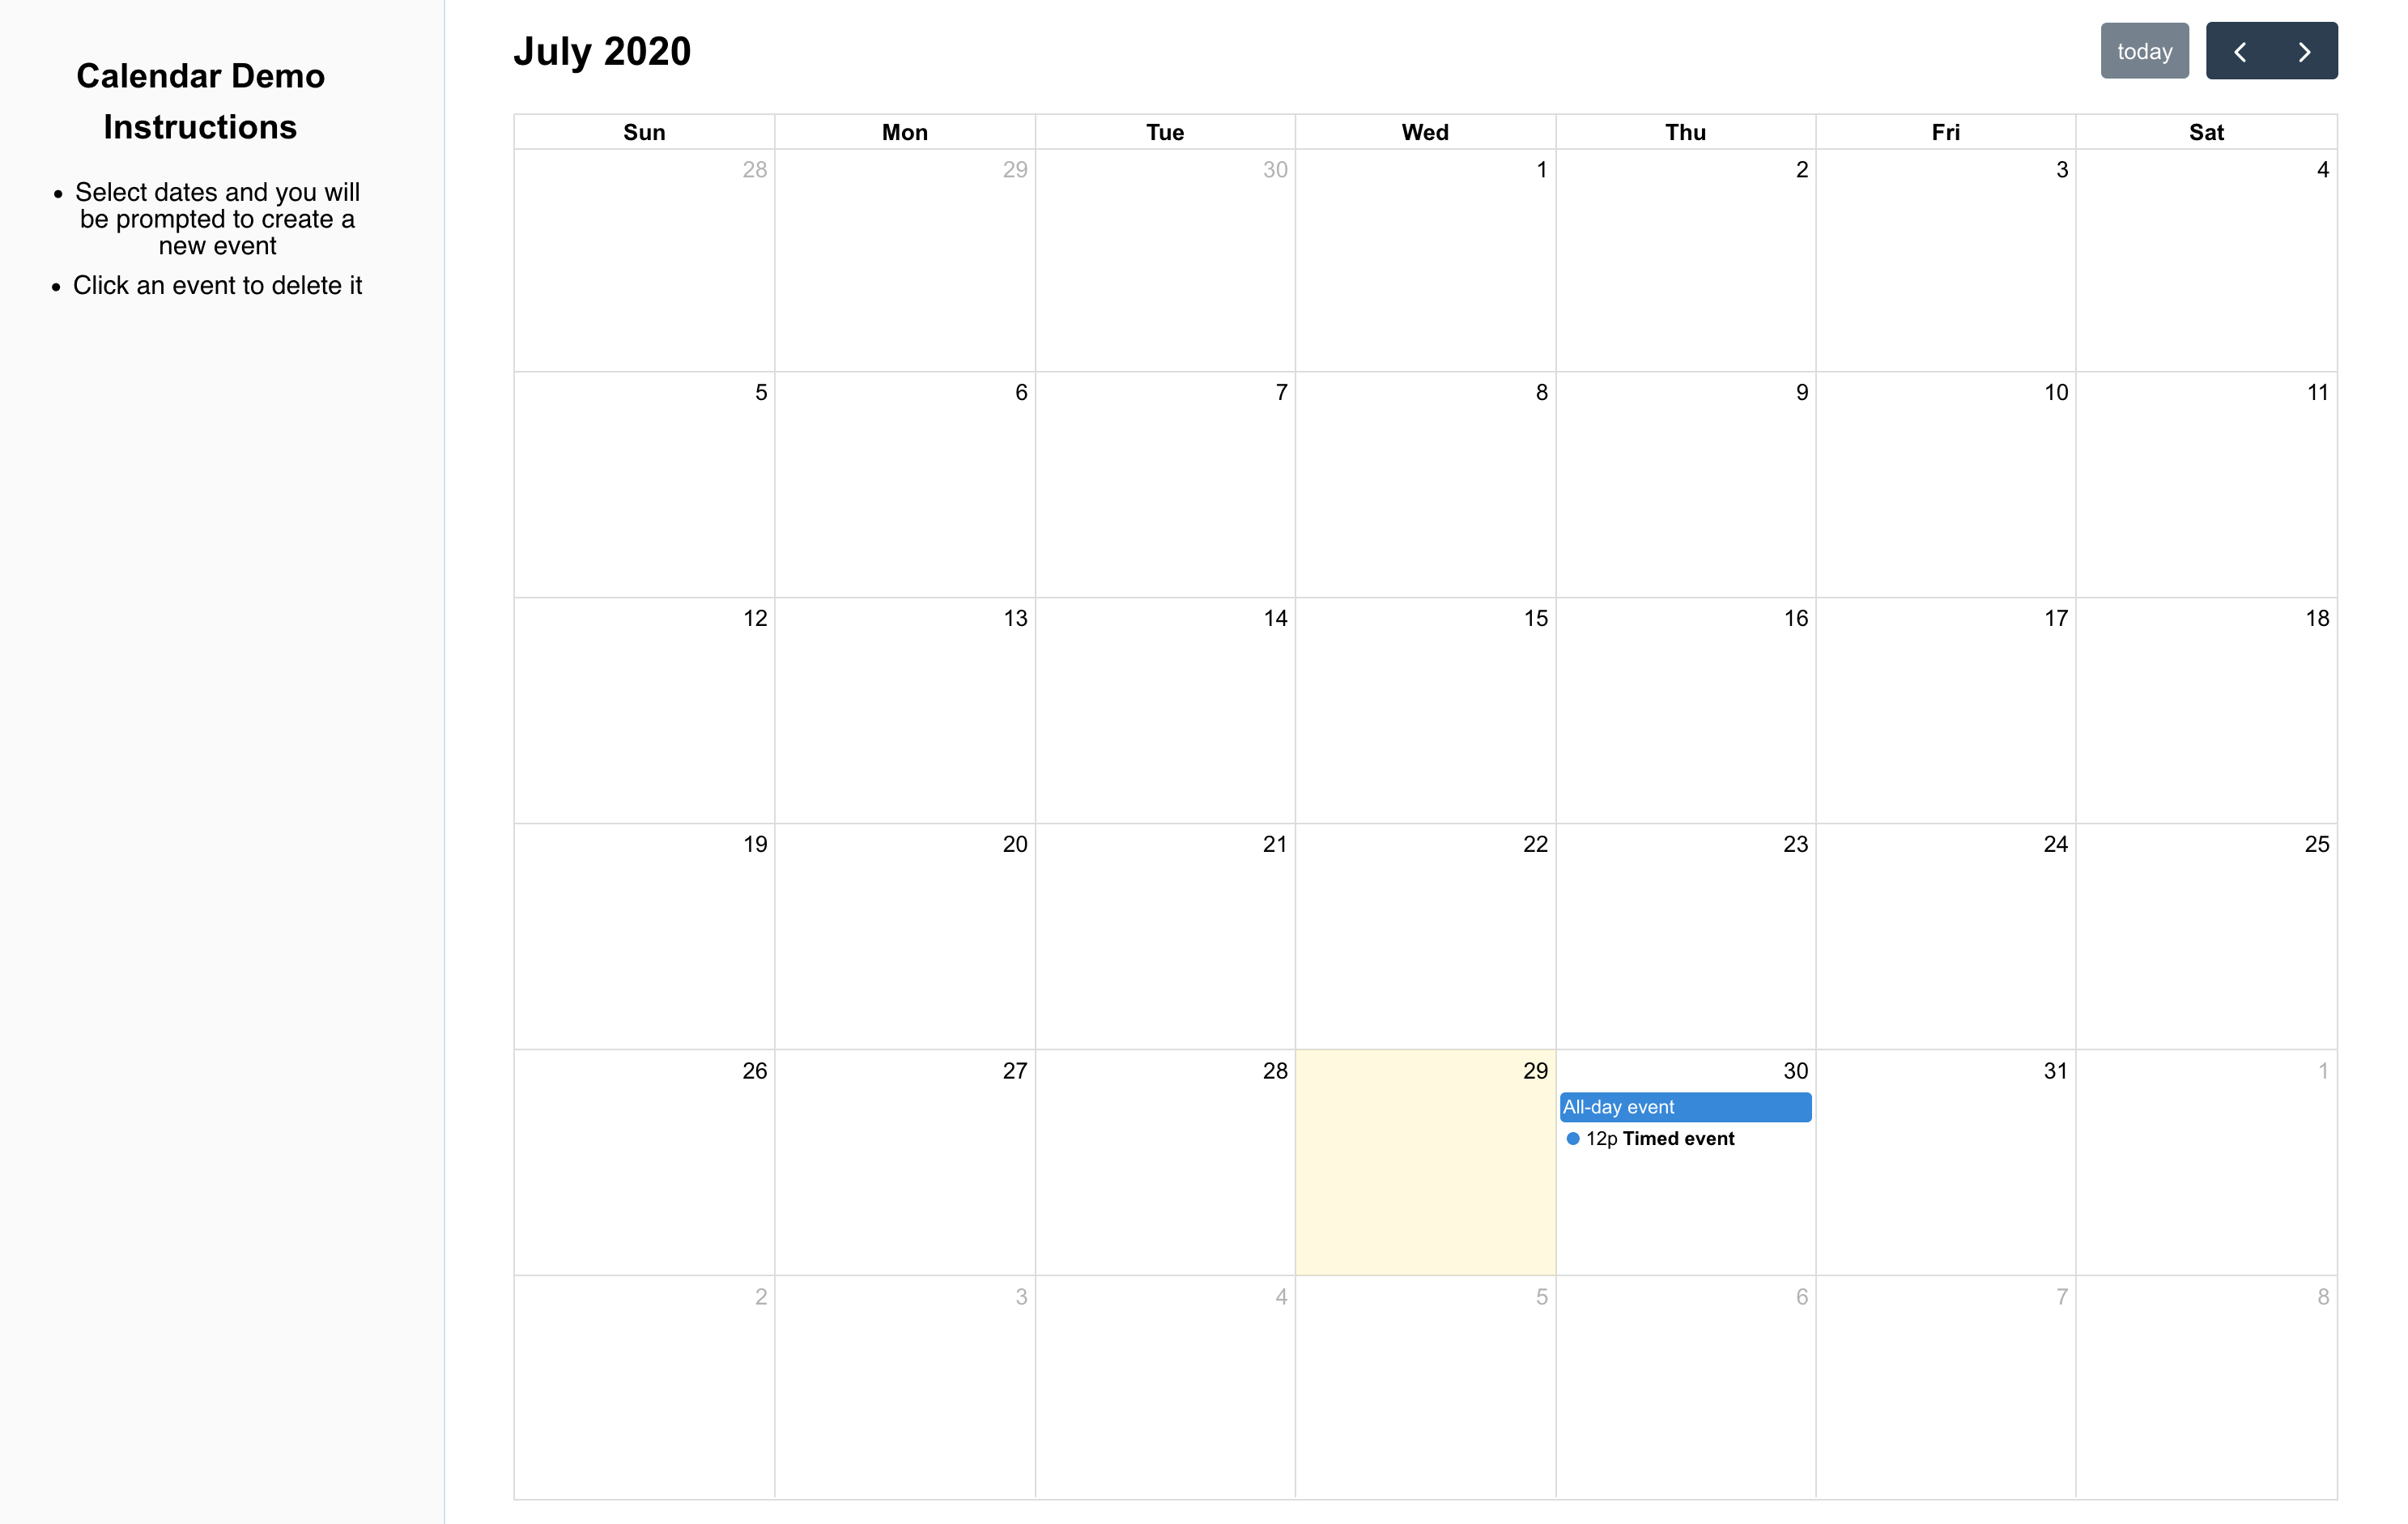 Calendar Demo
Instructions
Select dates and you will
be prompted to create a
new event
Click an event to delete it
July 2020
today
Sun Mon Tue Wed Thu Fri Sat
28 29 30 1 2 3 4
5 6 7 8 9 10 11
12 13 14 15 16 17 18
19 20 21 22 23 24 25
26 27 28 29 30 31 1
All-day event
12p Timed event
2 3 4 5 6 7 8